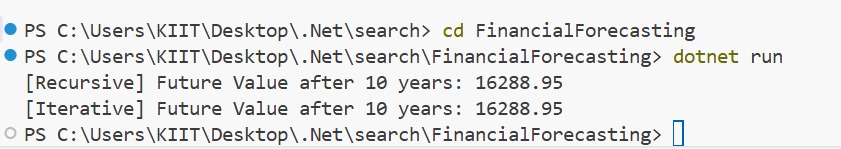 PS C:\Users\KIIT\Desktop\.Net\search> cd FinancialForecasting
PS C:\Users\KIIT\Desktop\.Net\search\FinancialForecasting> dotnet run
[Recursive] Future Value after 10 years: 16288.95
[Iterative] Future Value after 10 years: 16288.95
PS C:\Users\KIIT\Desktop\.Net\search\FinancialForecasting>